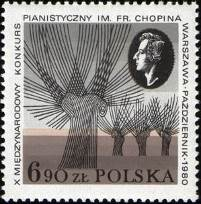 X MIĘDZYNARODOWY KONKURS
PIANISTYCZNY IM. FR. CHOPINA
WARSZAWA-PAŹDZIERNIK-1980
6.90 ZŁ POLSKA